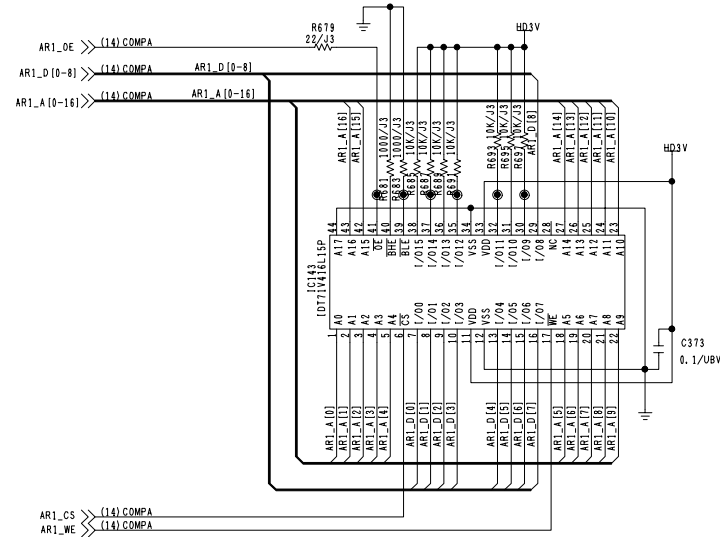 R679
22/J3
HD3V
AR1_OE
(14) COMPA
AR1_D[0-8]
(14) COMPA
AR1_D[0-8]
AR1_A[0-16]
(14) COMPA
AR1_A[0-16]
AR1_A[16]
AR1_A[15]
R681 1000/J3
R683 1000/J3
R685 10K/J3
R687 10K/J3
R689 10K/J3
R691 10K/J3
R693 10K/J3
R695 10K/J3
R697 10K/J3
AR1_D[8]
AR1_A[14]
AR1_A[13]
AR1_A[12]
AR1_A[11]
AR1_A[10]
HD3V
44 43 42 41 40 39 38 37 36 35 34 33 32 31 30 29 28 27 26 25 24 23
A17 A16 A15 OE BHE BLE I/O15 I/O14 I/O13 I/O12 VSS VDD I/O11 I/O10 I/O9 I/O8 NC A14 A13 A12 A11 A10
IC143
IDT71V416L15P
A0 A1 A2 A3 A4 CS I/O0 I/O1 I/O2 I/O3 VDD VSS I/O4 I/O5 I/O6 I/O7 WE A5 A6 A7 A8 A9
1 2 3 4 5 6 7 8 9 10 11 12 13 14 15 16 17 18 19 20 21 22
C373
0.1/UBV
AR1_A[0]
AR1_A[1]
AR1_A[2]
AR1_A[3]
AR1_A[4]
AR1_D[0]
AR1_D[1]
AR1_D[2]
AR1_D[3]
AR1_D[4]
AR1_D[5]
AR1_D[6]
AR1_D[7]
AR1_A[5]
AR1_A[6]
AR1_A[7]
AR1_A[8]
AR1_A[9]
AR1_CS
(14) COMPA
AR1_WE
(14) COMPA